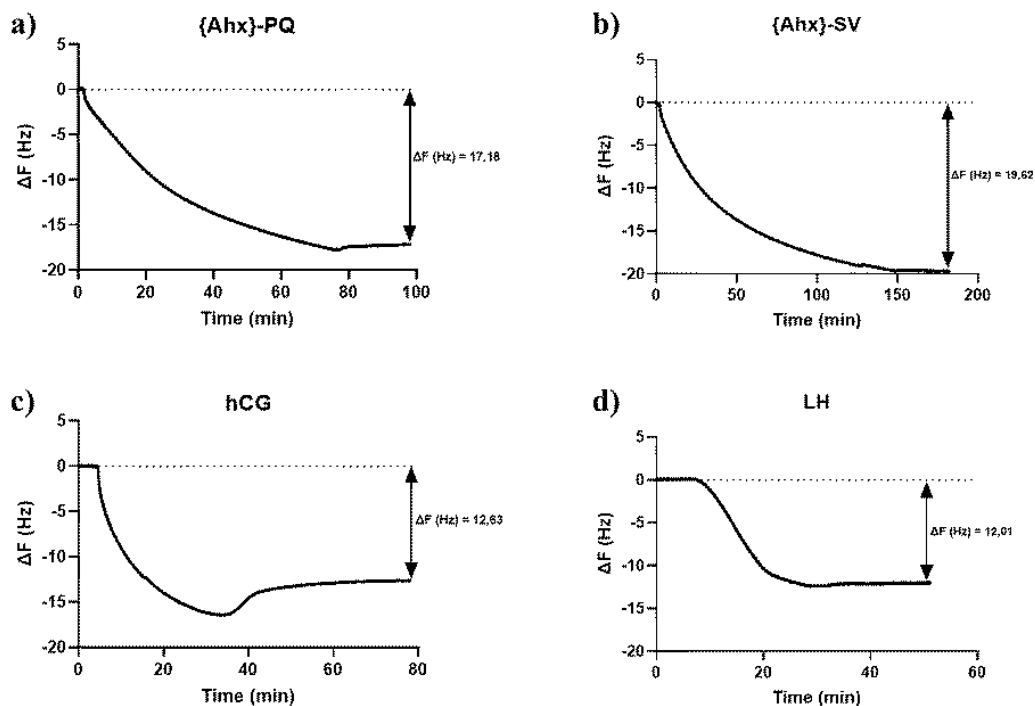 a)
{Ahx}-PQ
5
0
-5
-10
-15
-20
ΔF (Hz)
ΔF (Hz) = 17,18
0
20
40
60
80
100
Time (min)
b)
{Ahx}-SV
5
0
-5
-10
-15
-20
ΔF (Hz)
ΔF (Hz) = 19,62
0
50
100
150
200
Time (min)
c)
hCG
5
0
-5
-10
-15
-20
ΔF (Hz)
ΔF (Hz) = 12,63
0
20
40
60
80
Time (min)
d)
LH
5
0
-5
-10
-15
-20
ΔF (Hz)
ΔF (Hz) = 12,01
0
20
40
60
Time (min)